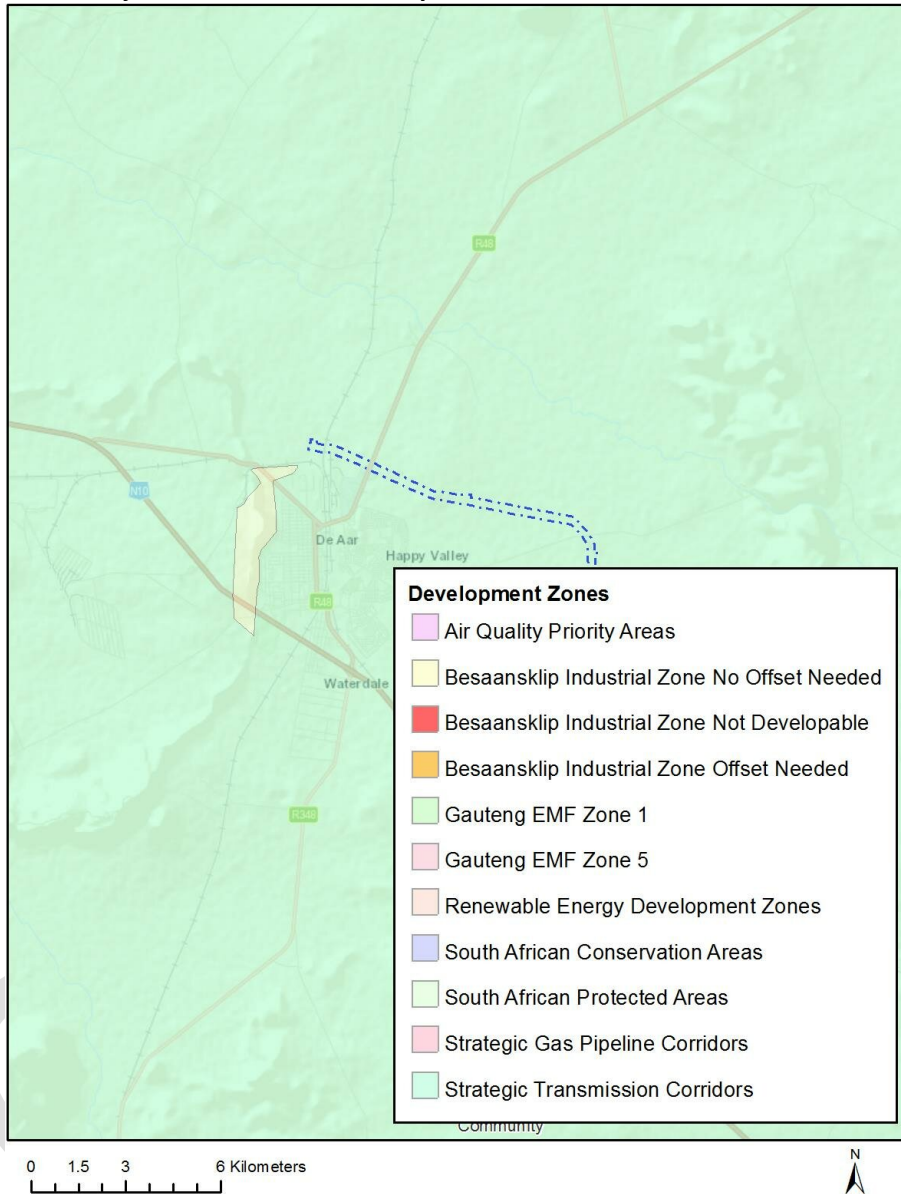 R48
N10
De Aar
Happy Valley
R48
Waterdale
R348
Development Zones
Air Quality Priority Areas
Besaansklip Industrial Zone No Offset Needed
Besaansklip Industrial Zone Not Developable
Besaansklip Industrial Zone Offset Needed
Gauteng EMF Zone 1
Gauteng EMF Zone 5
Renewable Energy Development Zones
South African Conservation Areas
South African Protected Areas
Strategic Gas Pipeline Corridors
Strategic Transmission Corridors
Community
0 1.5 3 6 Kilometers
N